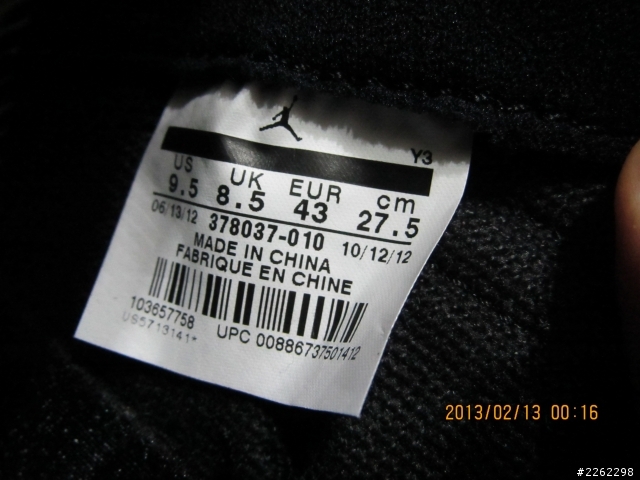 Y3
US UK EUR cm
9.5 8.5 43 27.5
06/13/12 378037-010 10/12/12
MADE IN CHINA
FABRIQUE EN CHINE
103657758
US5713141* UPC 00886737501412
2013/02/13 00:16
#2262298